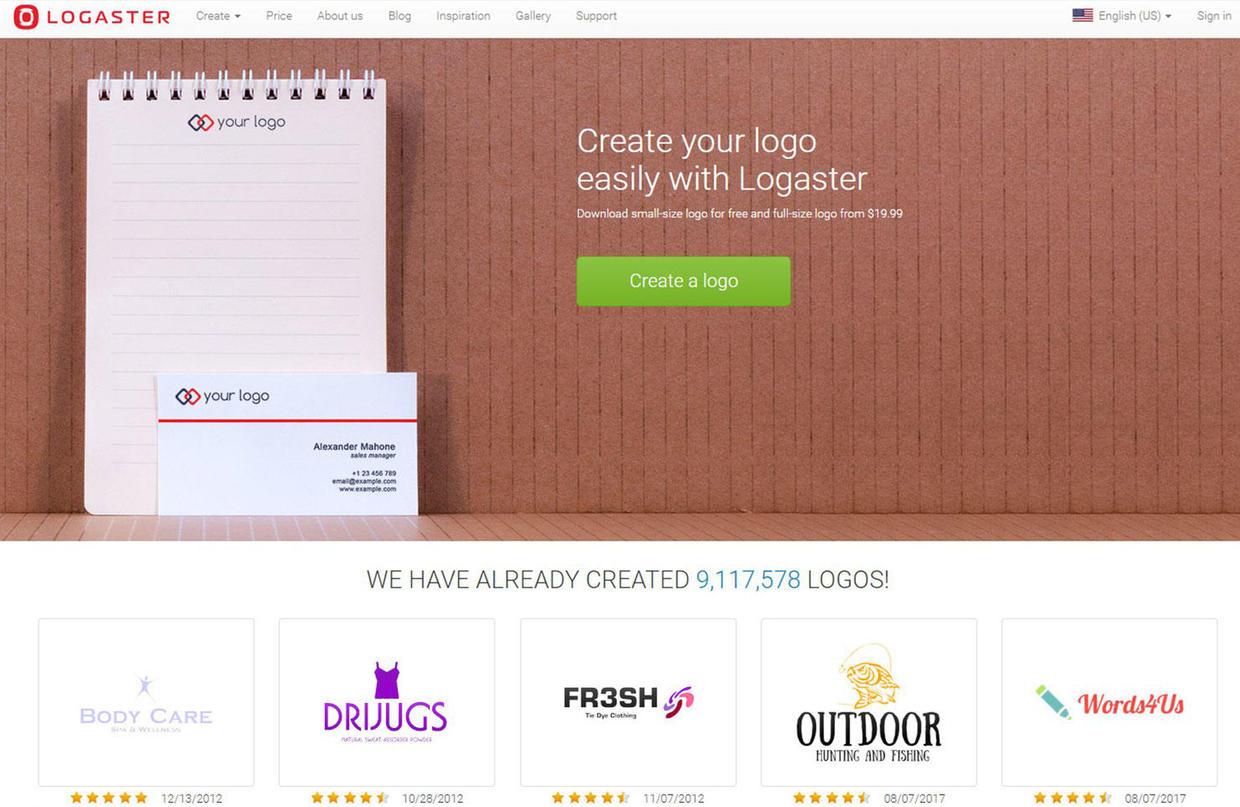 LOGASTER
Create
Price
About us
Blog
Inspiration
Gallery
Support
English (US)
Sign in
your logo
Create your logo
easily with Logaster
Download small-size logo for free and full-size logo from $19.99
Create a logo
your logo
Alexander Mahone
sales manager
+1 23 456 789
email@example.com
www.example.com
WE HAVE ALREADY CREATED 9,117,578 LOGOS!
BODY CARE
SPA & WELLNESS
DRIJUGS
NATURAL SWEAT-ABSORBER POWDER
FR3SH
Tie Dye Clothing
OUTDOOR
HUNTING AND FISHING
Words4Us
12/13/2012
10/28/2012
11/07/2012
08/07/2017
08/07/2017